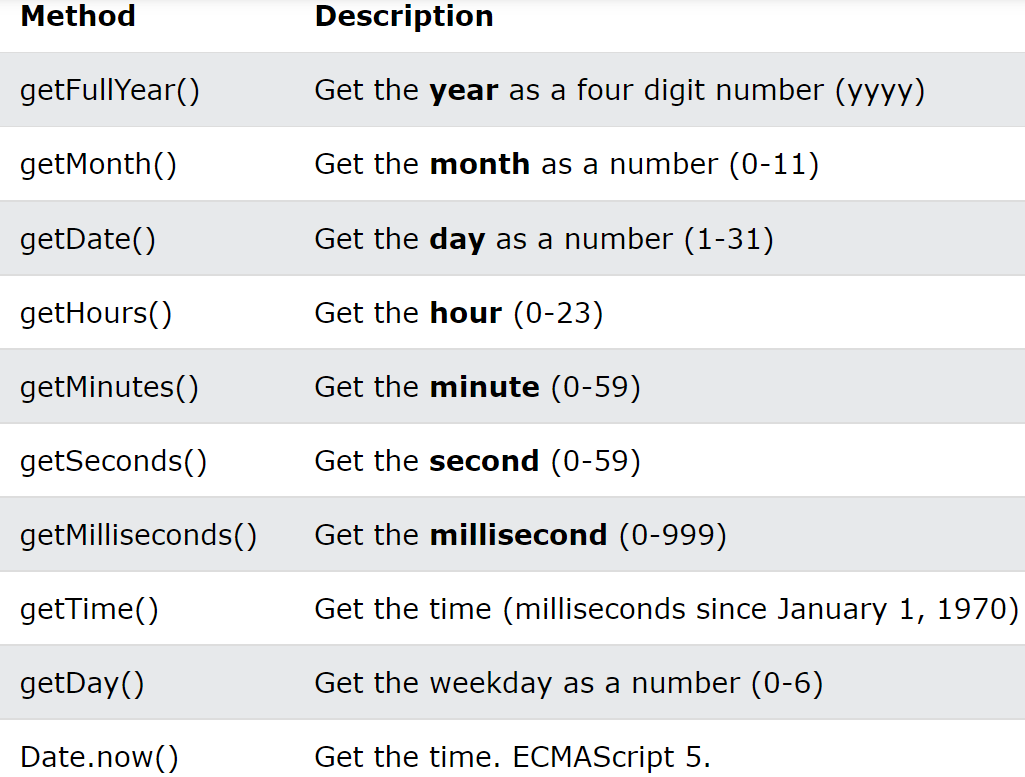 Method Description
getFullYear() Get the year as a four digit number (yyyy)
getMonth() Get the month as a number (0-11)
getDate() Get the day as a number (1-31)
getHours() Get the hour (0-23)
getMinutes() Get the minute (0-59)
getSeconds() Get the second (0-59)
getMilliseconds() Get the millisecond (0-999)
getTime() Get the time (milliseconds since January 1, 1970)
getDay() Get the weekday as a number (0-6)
Date.now() Get the time. ECMAScript 5.